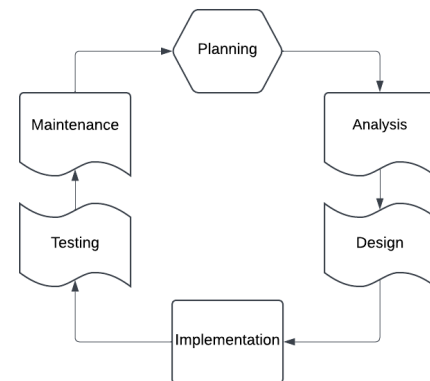 Planning
Analysis
Design
Implementation
Testing
Maintenance